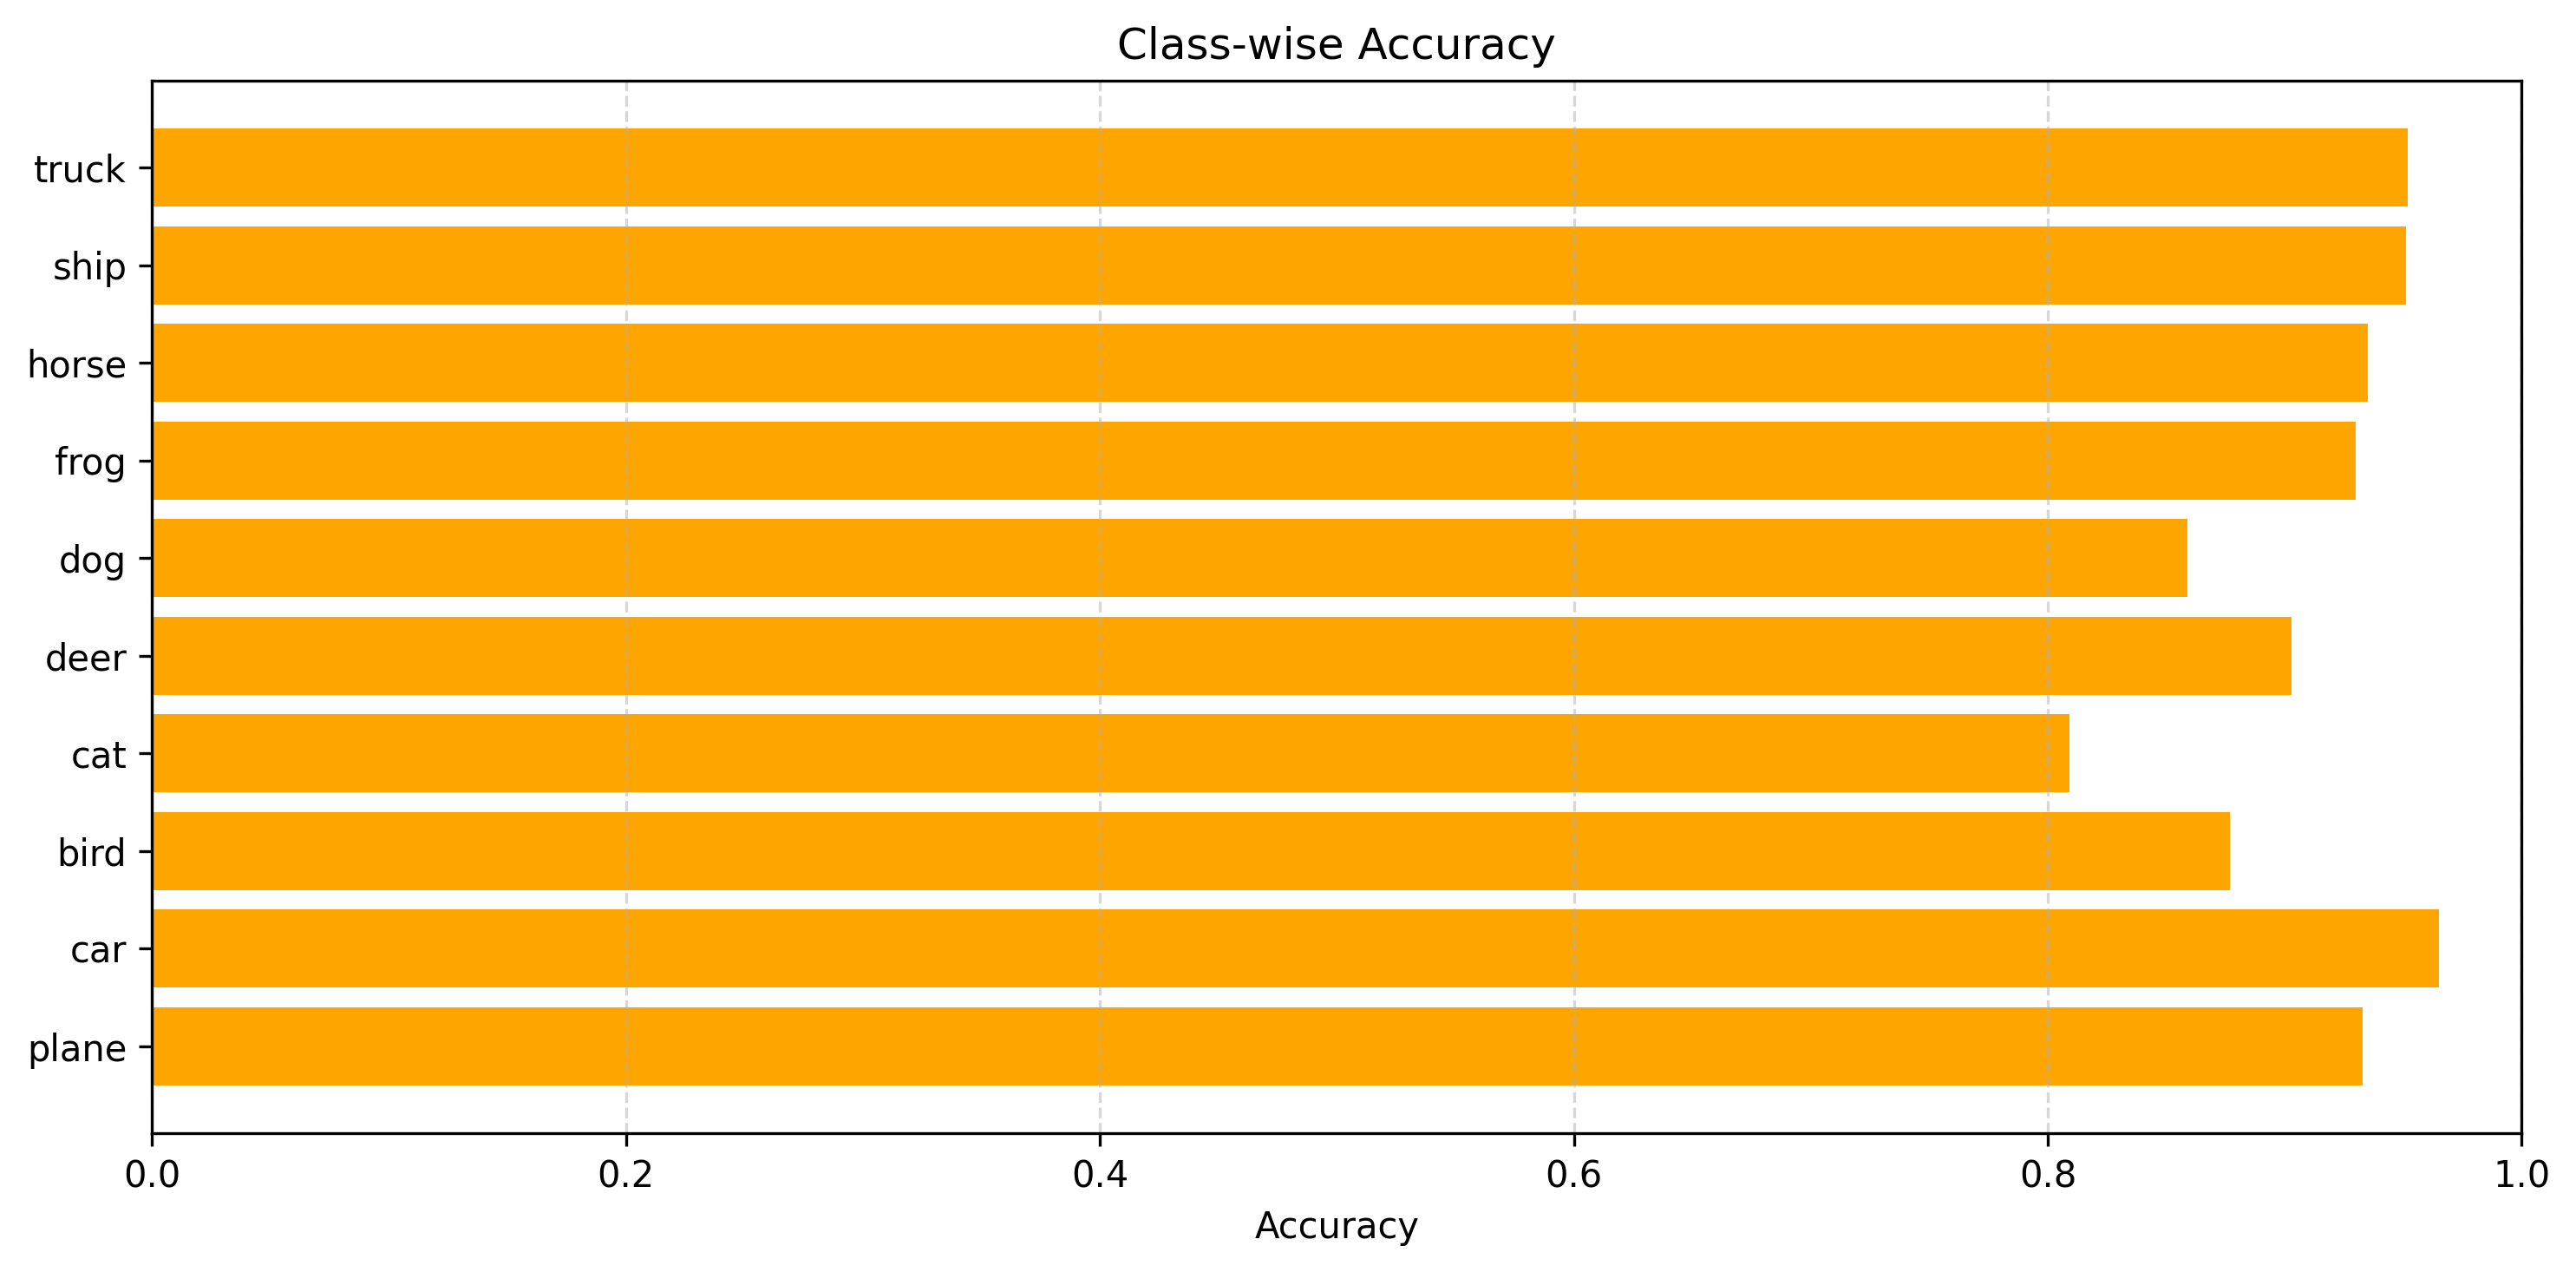 Class-wise Accuracy
truck
ship
horse
frog
dog
deer
cat
bird
car
plane
0.0 0.2 0.4 0.6 0.8 1.0
Accuracy